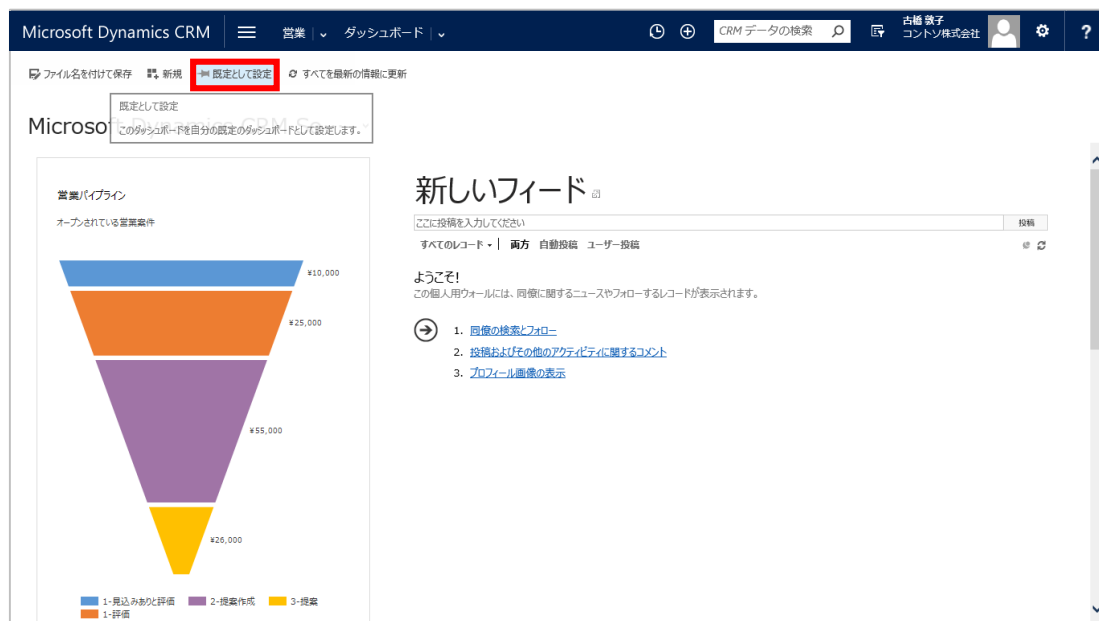 Microsoft Dynamics CRM 営業 ダッシュボード CRM データの検索 古橋 敦子
コントソ株式会社 ?
ファイル名を付けて保存 新規 既定として設定 すべてを最新の情報に更新
既定として設定
このダッシュボードを自分の既定のダッシュボードとして設定します。
Microsoft Dynamics CRM
営業パイプライン
オープンされている営業案件
¥10,000
¥25,000
¥55,000
¥26,000
1-見込みありと評価 2-提案作成 3-提案
1-評価
新しいフィード
ここに投稿を入力してください 投稿
すべてのレコード 両方 自動投稿 ユーザー投稿
ようこそ!
この個人用ウォールには、同僚に関するニュースやフォローするレコードが表示されます。
1. 同僚の検索とフォロー
2. 投稿およびその他のアクティビティに関するコメント
3. プロフィール画像の表示